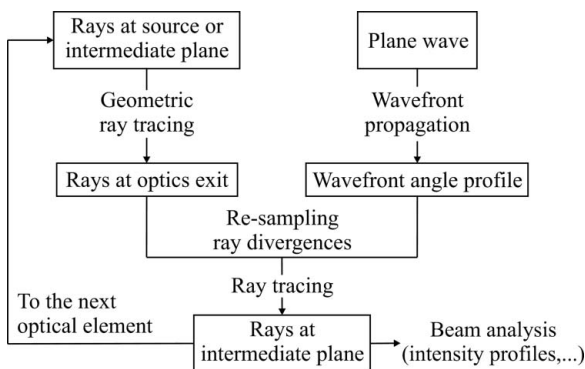 Rays at source or
intermediate plane
Plane wave
Geometric
ray tracing
Wavefront
propagation
Rays at optics exit
Wavefront angle profile
Re-sampling
ray divergences
Ray tracing
To the next
optical element
Rays at
intermediate plane
Beam analysis
(intensity profiles,...)